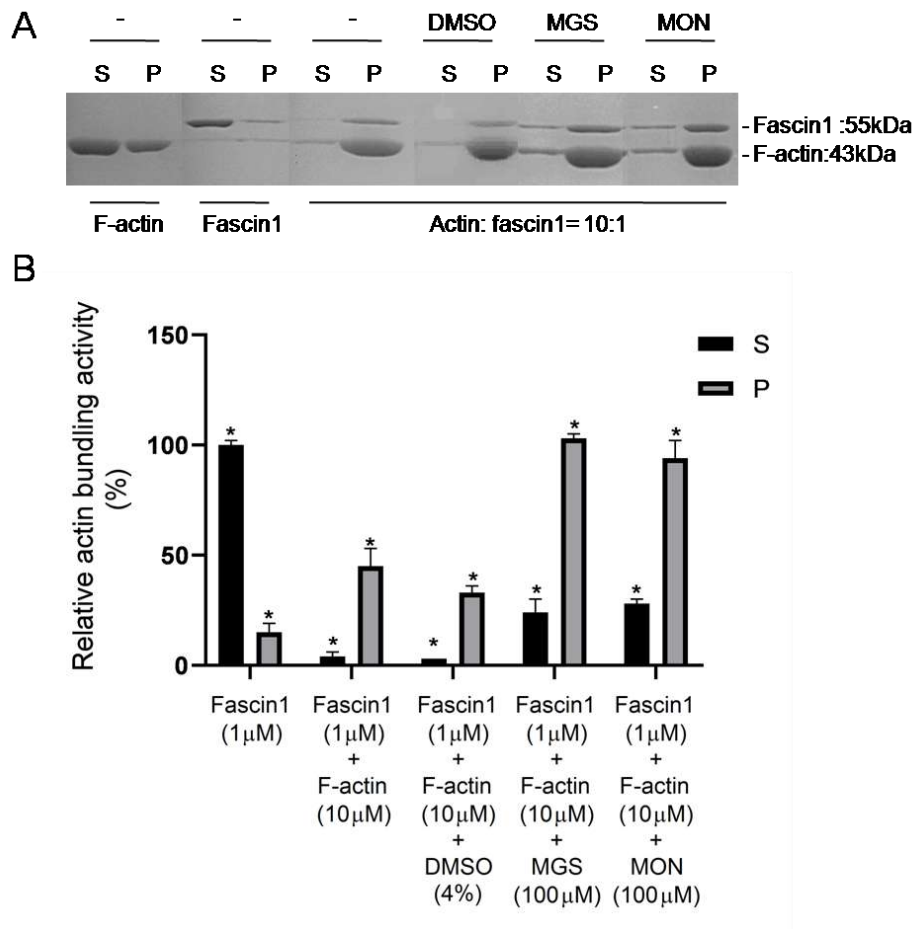 A
- - - DMSO MGS MON
S P S P S P S P S P S P
- Fascin1 :55kDa
- F-actin:43kDa
F-actin Fascin1 Actin: fascin1= 10:1
B
Relative actin bundling activity
(%)
150
100
50
0
S
P
* * * * * * * * * *
Fascin1 Fascin1 Fascin1 Fascin1 Fascin1
(1μM) (1μM) (1μM) (1μM) (1μM)
+ + + +
F-actin F-actin F-actin F-actin
(10μM) (10μM) (10μM) (10μM)
+ + +
DMSO MGS MON
(4%) (100μM) (100μM)